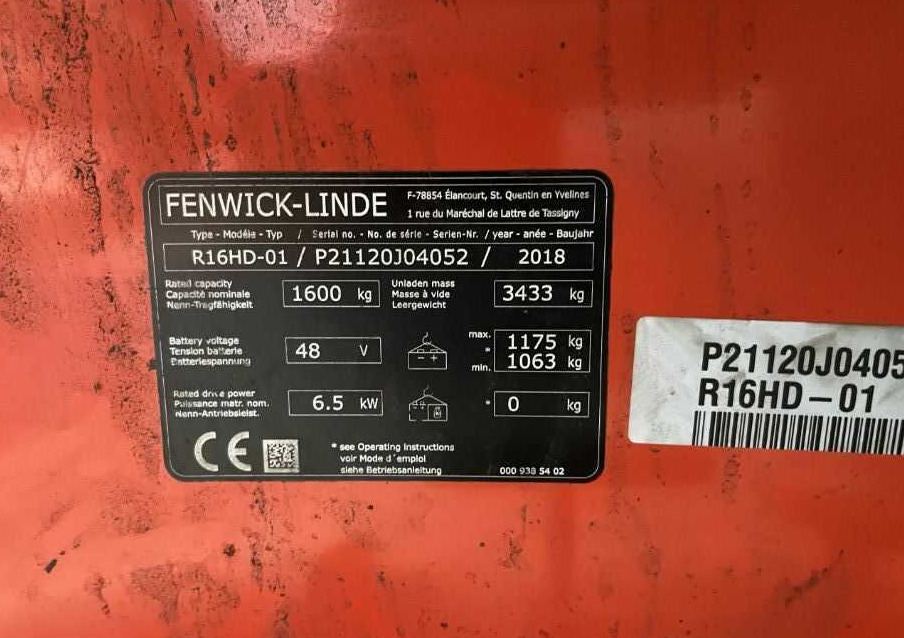 FENWICK-LINDE
F-78854 Élancourt, St. Quentin en Yvelines
1 rue du Maréchal de Lattre de Tassigny
Type - Modéle - Typ / Serial no. - No. de série - Serien-Nr. / year - anée - Baujahr
R16HD-01 / P21120J04052 / 2018
Rated capacity
Capacité nominale
Nenn-Tragfähigkeit
1600 kg
Unladen mass
Masse à vide
Leergewicht
3433 kg
Battery voltage
Tension batterie
Batteriespannung
48 V
max. 1175 kg
*
min. 1063 kg
Rated drive power
Puissance motr. nom.
Nenn-Antriebsleist.
6.5 kW
* 0 kg
CE
* see Operating Instructions
voir Mode d´emploi
siehe Betriebsanleitung
000 938 54 02
P21120J0405
R16HD-01